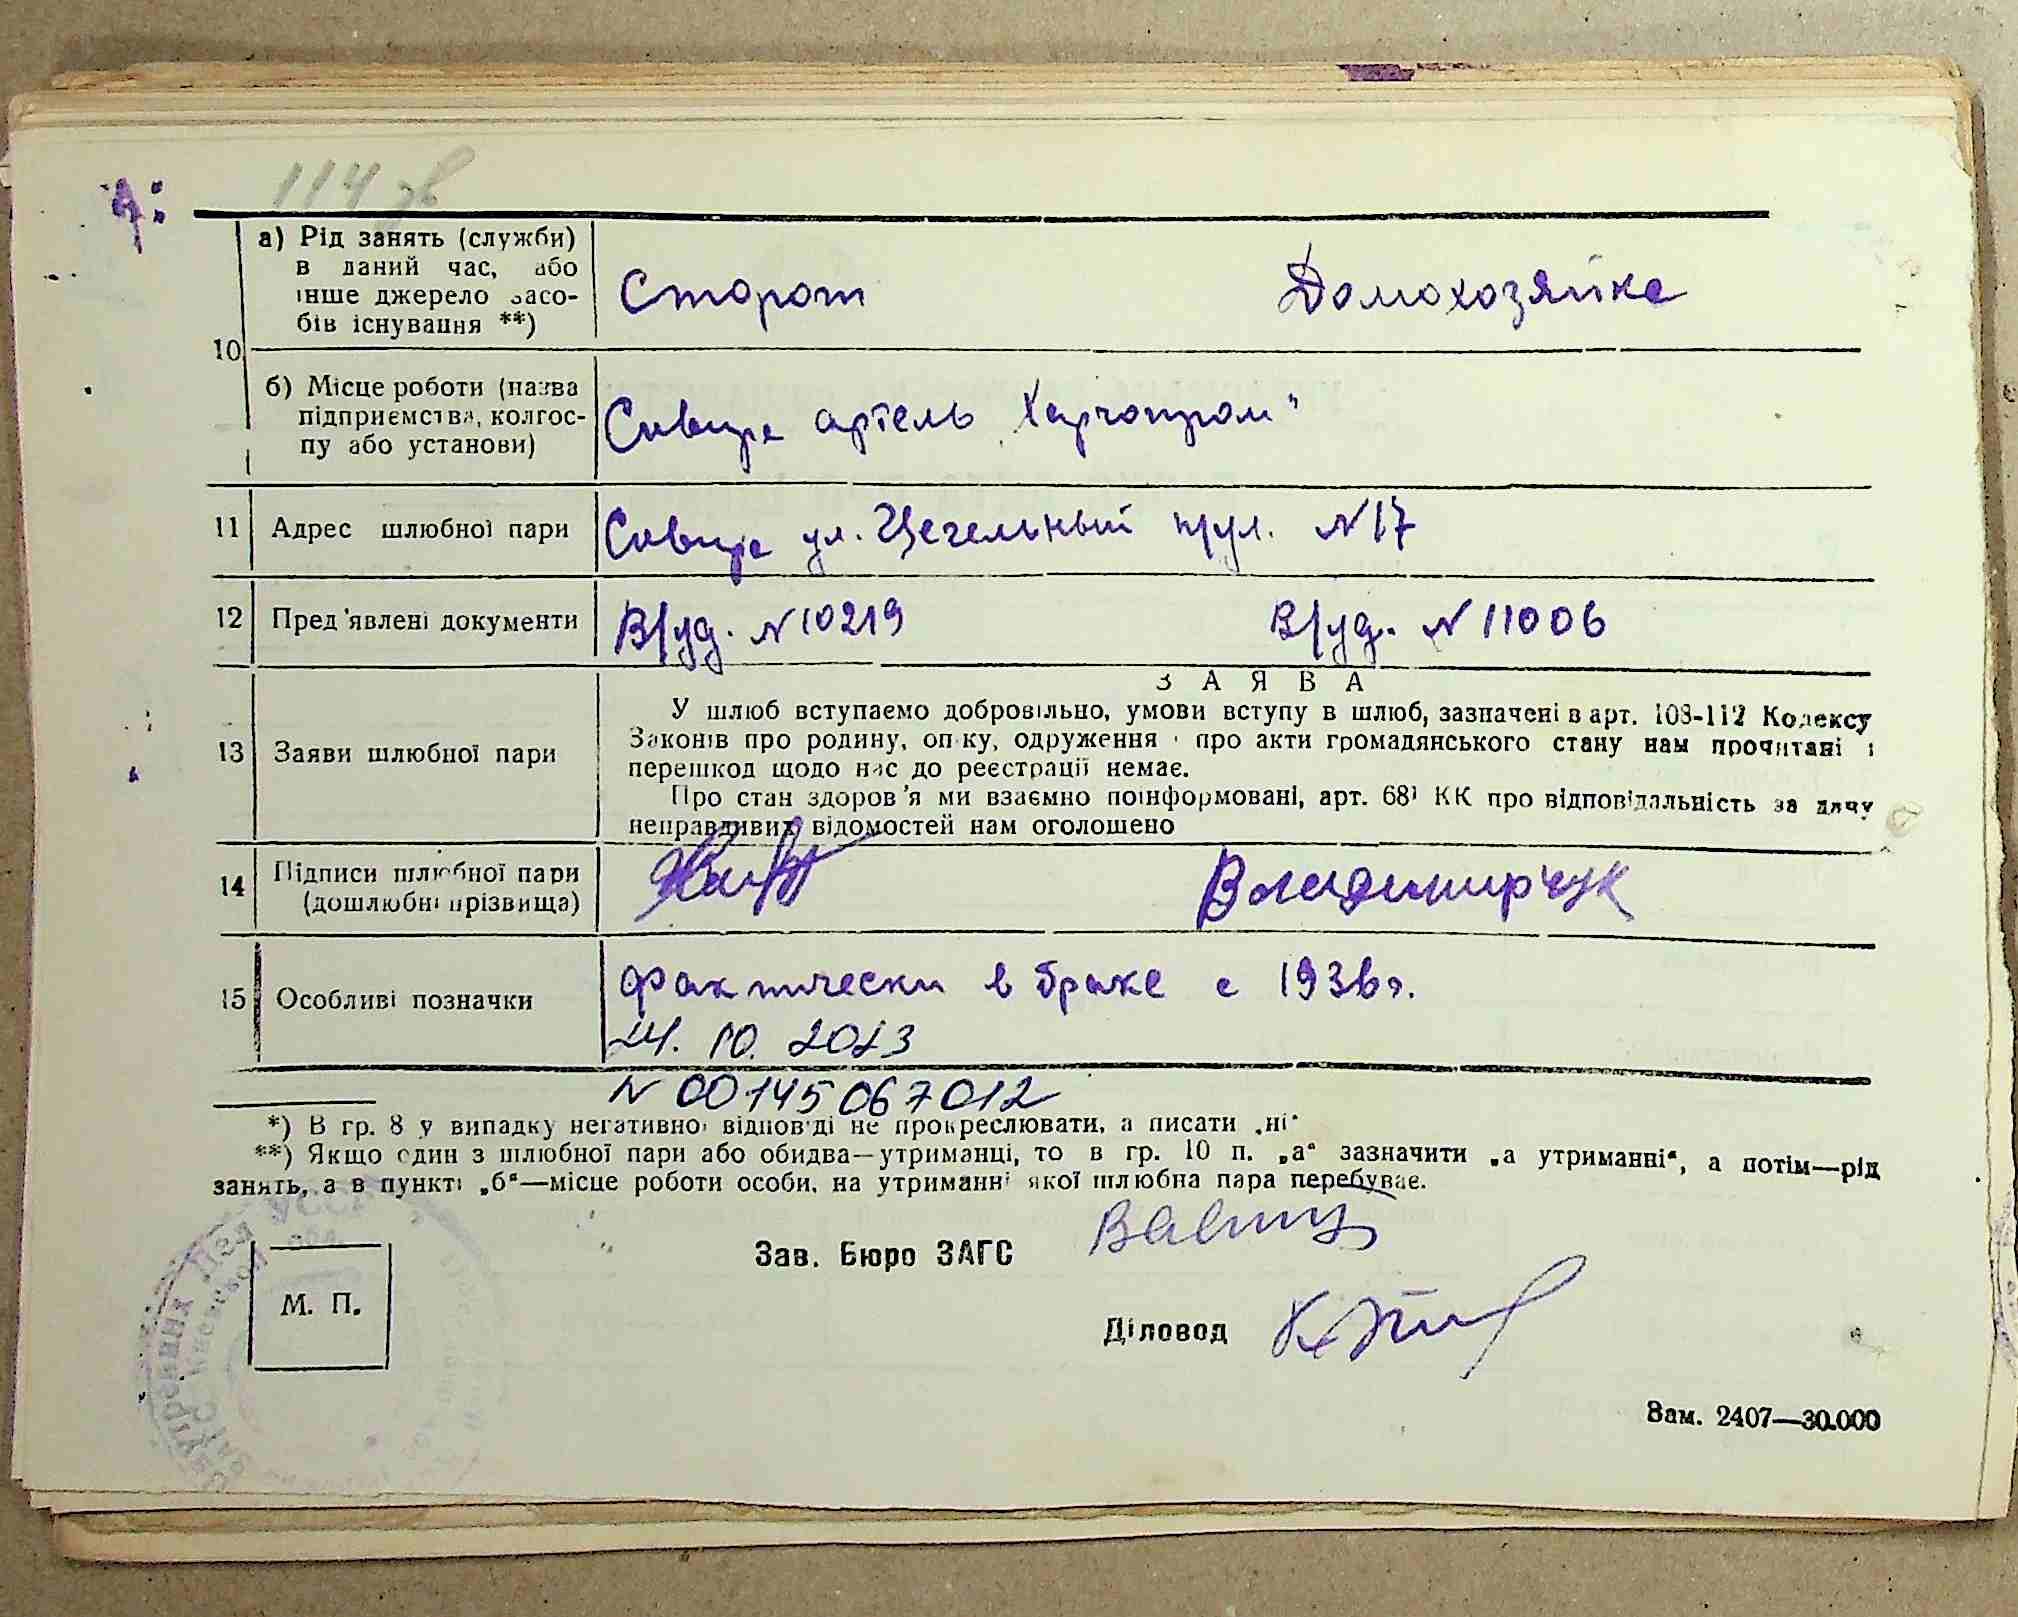 114 зв
10
а) Рід занять (служби) в даний час, або інше джерело засобів існування **)
Сторож
Домохозяйка
б) Місце роботи (назва підприємства, колгоспу або установи)
Сквира артель „Харчопром"
11 Адрес шлюбної пари
Сквира ул. Цегельный пул. N 17
12 Пред'явлені документи
В/уд. N 10219
В/уд. N 11006
ЗАЯВА
13 Заяви шлюбної пари
У шлюб вступаємо добровільно, умови вступу в шлюб, зазначені в арт. 108-112 Кодексу
Законів про родину, опіку, одруження і про акти громадянського стану нам прочитані і
перешкод щодо нас до реєстрації немає.
Про стан здоров'я ми взаємно поінформовані, арт. 68¹ КК про відповідальність за дачу
неправдивих відомостей нам оголошено
14 Підписи шлюбної пари (дошлюбні прізвища)
Владимирчук
15 Особливі позначки
фактически в браке с 1936 г.
24. 10. 2023
N 00145067012
*) В гр. 8 у випадку негативної відповіді не прокреслювати, а писати „ні"
**) Якщо один з шлюбної пари або обидва—утриманці, то в гр. 10 п. „а" зазначити „а утриманні", а потім—рід
занять, а в пункті „б"—місце роботи особи, на утриманні якої шлюбна пара перебуває.
Зав. Бюро ЗАГС
М. П.
Діловод
Зам. 2407—30.000